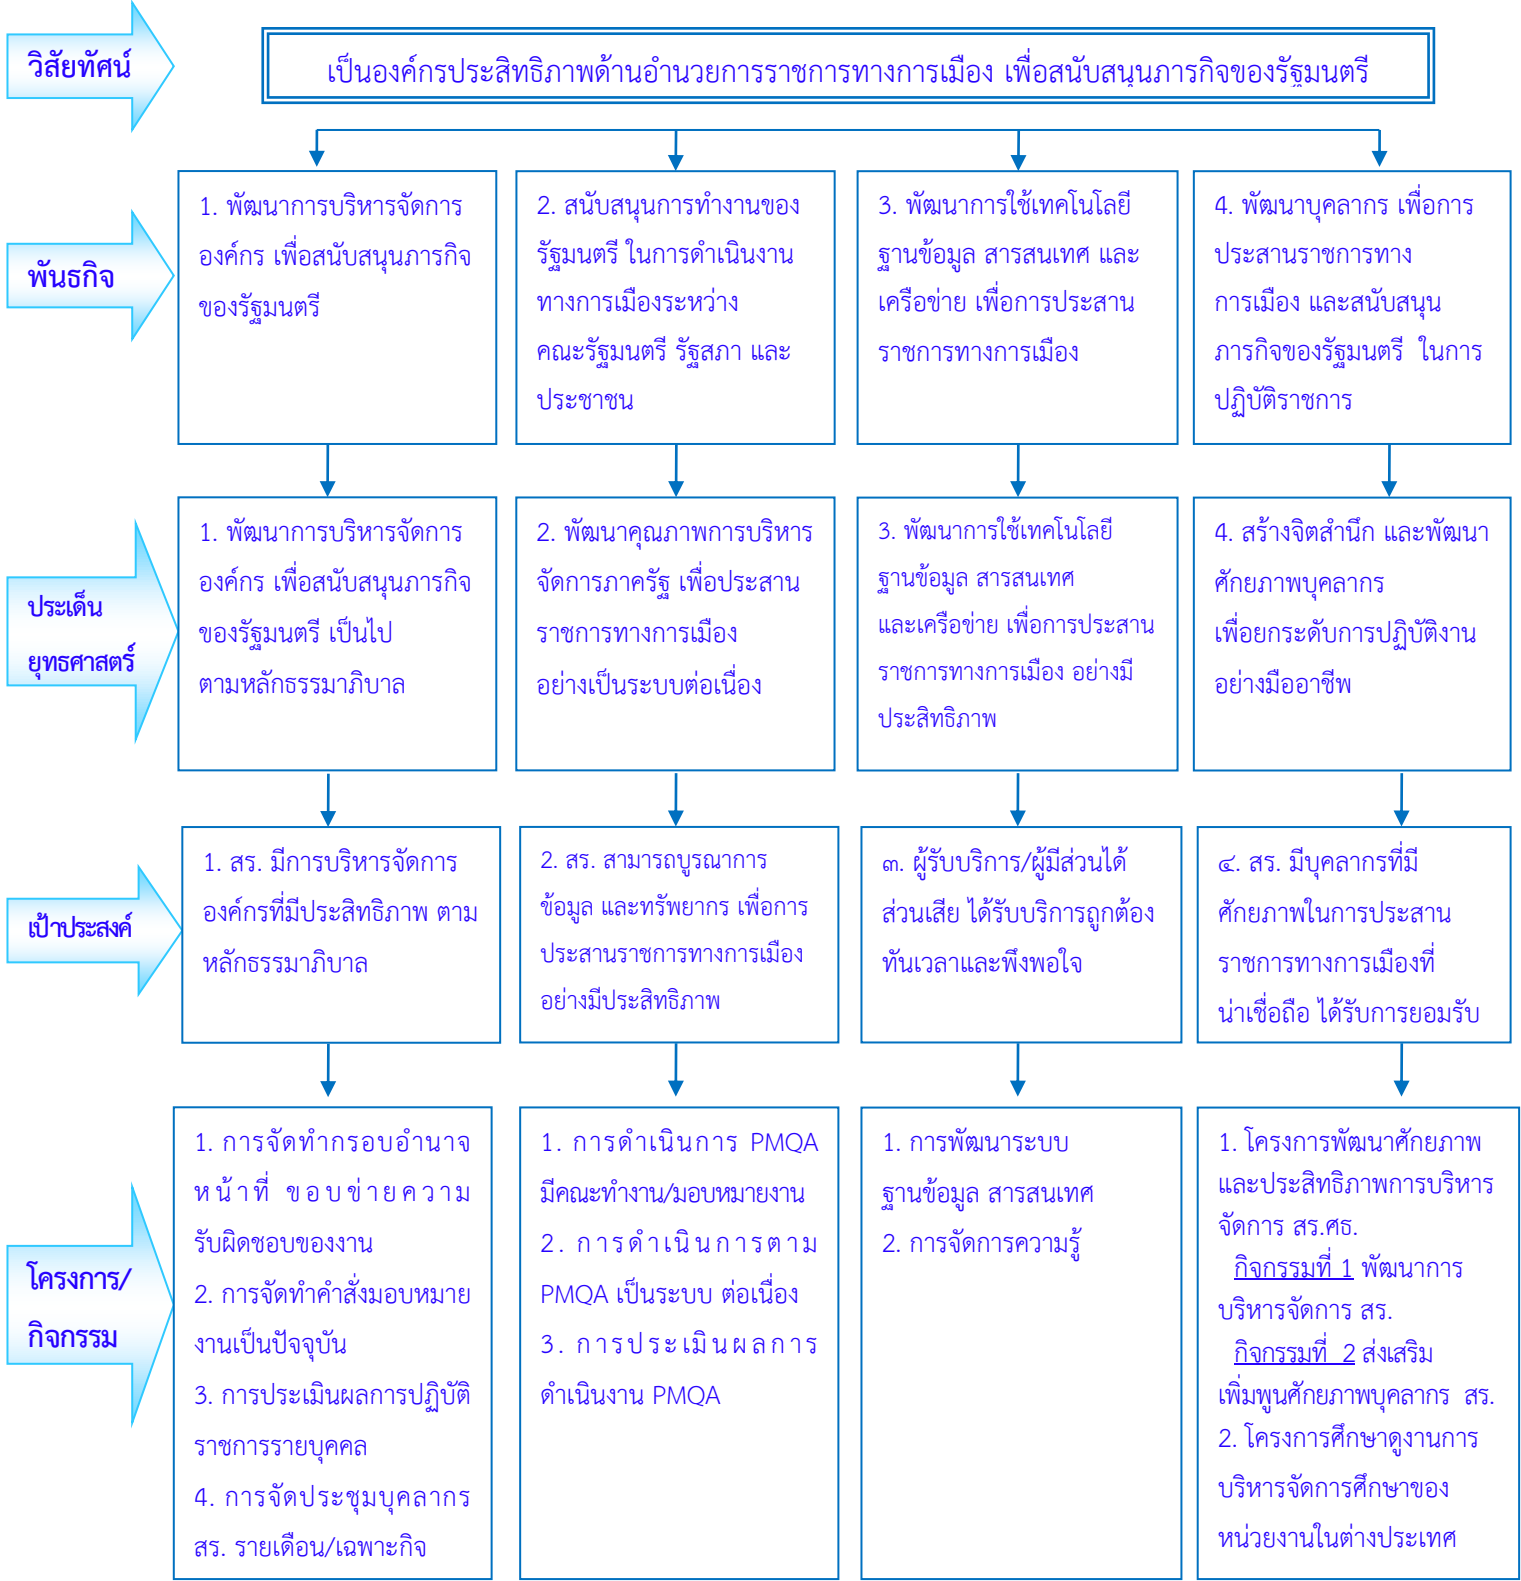 วิสัยทัศน์
เป็นองค์กรประสิทธิภาพด้านอำนวยการราชการทางการเมือง เพื่อสนับสนุนภารกิจของรัฐมนตรี
พันธกิจ
1. พัฒนาการบริหารจัดการ
องค์กร เพื่อสนับสนุนภารกิจ
ของรัฐมนตรี
2. สนับสนุนการทำงานของ
รัฐมนตรี ในการดำเนินงาน
ทางการเมืองระหว่าง
คณะรัฐมนตรี รัฐสภา และ
ประชาชน
3. พัฒนาการใช้เทคโนโลยี
ฐานข้อมูล สารสนเทศ และ
เครือข่าย เพื่อการประสาน
ราชการทางการเมือง
4. พัฒนาบุคลากร เพื่อการ
ประสานราชการทาง
การเมือง และสนับสนุน
ภารกิจของรัฐมนตรี ในการ
ปฏิบัติราชการ
ประเด็น
ยุทธศาสตร์
1. พัฒนาการบริหารจัดการ
องค์กร เพื่อสนับสนุนภารกิจ
ของรัฐมนตรี เป็นไป
ตามหลักธรรมาภิบาล
2. พัฒนาคุณภาพการบริหาร
จัดการภาครัฐ เพื่อประสาน
ราชการทางการเมือง
อย่างเป็นระบบต่อเนื่อง
3. พัฒนาการใช้เทคโนโลยี
ฐานข้อมูล สารสนเทศ
และเครือข่าย เพื่อการประสาน
ราชการทางการเมือง อย่างมี
ประสิทธิภาพ
4. สร้างจิตสำนึก และพัฒนา
ศักยภาพบุคลากร
เพื่อยกระดับการปฏิบัติงาน
อย่างมืออาชีพ
เป้าประสงค์
1. สร. มีการบริหารจัดการ
องค์กรที่มีประสิทธิภาพ ตาม
หลักธรรมาภิบาล
2. สร. สามารถบูรณาการ
ข้อมูล และทรัพยากร เพื่อการ
ประสานราชการทางการเมือง
อย่างมีประสิทธิภาพ
๓. ผู้รับบริการ/ผู้มีส่วนได้
ส่วนเสีย ได้รับบริการถูกต้อง
ทันเวลาและพึงพอใจ
๔. สร. มีบุคลากรที่มี
ศักยภาพในการประสาน
ราชการทางการเมืองที่
น่าเชื่อถือ ได้รับการยอมรับ
โครงการ/
กิจกรรม
1. การจัดทำกรอบอำนาจ
หน้าที่ ขอบข่ายความ
รับผิดชอบของงาน
2. การจัดทำคำสั่งมอบหมาย
งานเป็นปัจจุบัน
3. การประเมินผลการปฏิบัติ
ราชการรายบุคคล
4. การจัดประชุมบุคลากร
สร. รายเดือน/เฉพาะกิจ
1. การดำเนินการ PMQA
มีคณะทำงาน/มอบหมายงาน
2. การดำเนินการตาม
PMQA เป็นระบบ ต่อเนื่อง
3. การประเมินผลการ
ดำเนินงาน PMQA
1. การพัฒนาระบบ
ฐานข้อมูล สารสนเทศ
2. การจัดการความรู้
1. โครงการพัฒนาศักยภาพ
และประสิทธิภาพการบริหาร
จัดการ สร.ศธ.
กิจกรรมที่ 1 พัฒนาการ
บริหารจัดการ สร.
กิจกรรมที่ 2 ส่งเสริม
เพิ่มพูนศักยภาพบุคลากร สร.
2. โครงการศึกษาดูงานการ
บริหารจัดการศึกษาของ
หน่วยงานในต่างประเทศ